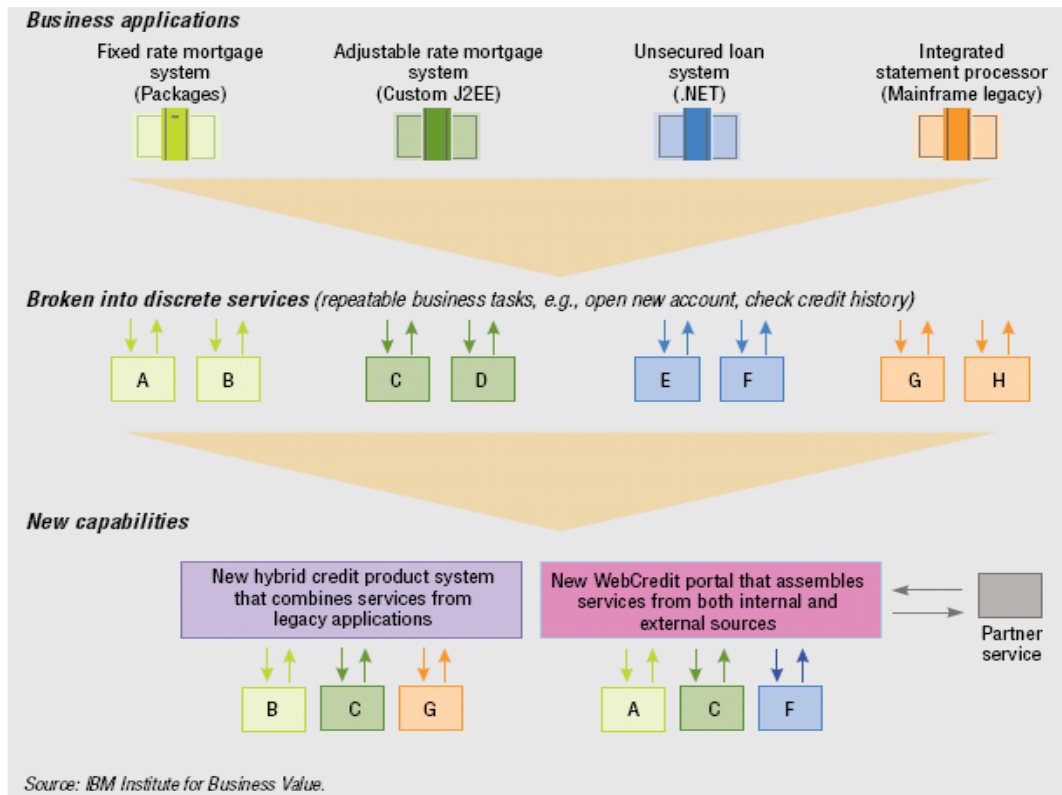 Business applications
Fixed rate mortgage
system
(Packages)
Adjustable rate mortgage
system
(Custom J2EE)
Unsecured loan
system
(.NET)
Integrated
statement processor
(Mainframe legacy)
Broken into discrete services (repeatable business tasks, e.g., open new account, check credit history)
A
B
C
D
E
F
G
H
New capabilities
New hybrid credit product system
that combines services from
legacy applications
New WebCredit portal that assembles
services from both internal and
external sources
Partner
service
B
C
G
A
C
F
Source: IBM Institute for Business Value.